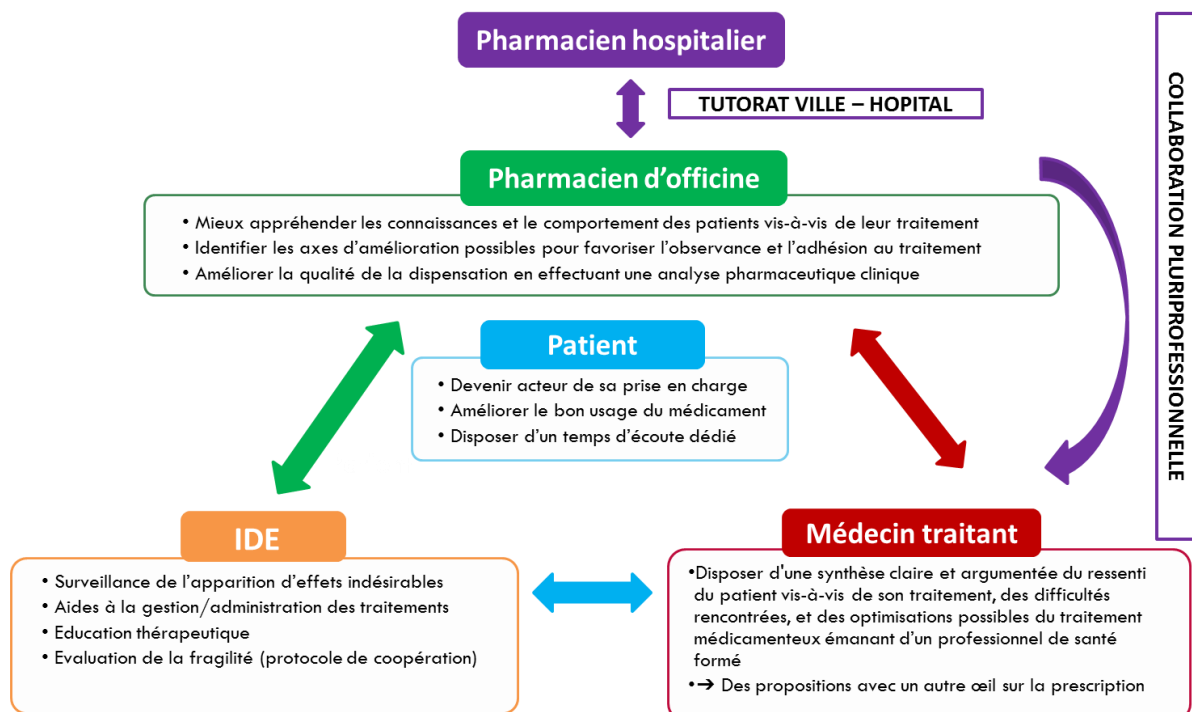 Pharmacien hospitalier
TUTORAT VILLE – HOPITAL
COLLABORATION PLURIPROFESSIONNELLE
Pharmacien d’officine
• Mieux appréhender les connaissances et le comportement des patients vis-à-vis de leur traitement
• Identifier les axes d’amélioration possibles pour favoriser l’observance et l’adhésion au traitement
• Améliorer la qualité de la dispensation en effectuant une analyse pharmaceutique clinique
Patient
• Devenir acteur de sa prise en charge
• Améliorer le bon usage du médicament
• Disposer d’un temps d’écoute dédié
IDE
• Surveillance de l’apparition d’effets indésirables
• Aides à la gestion/administration des traitements
• Education thérapeutique
• Evaluation de la fragilité (protocole de coopération)
Médecin traitant
•Disposer d'une synthèse claire et argumentée du ressenti
du patient vis-à-vis de son traitement, des difficultés
rencontrées, et des optimisations possibles du traitement
médicamenteux émanant d’un professionnel de santé
formé
•➔ Des propositions avec un autre œil sur la prescription